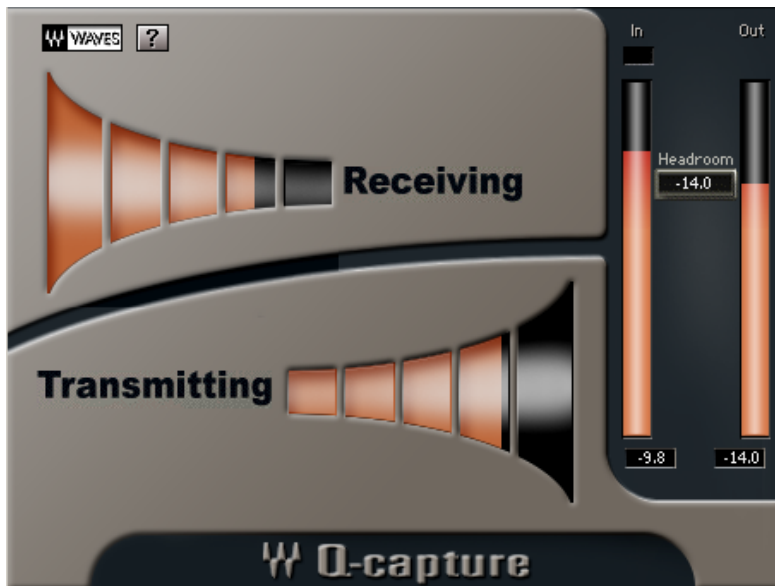 WAVES ?
In Out
Headroom
-14.0
Receiving
Transmitting
-9.8 -14.0
Q-capture